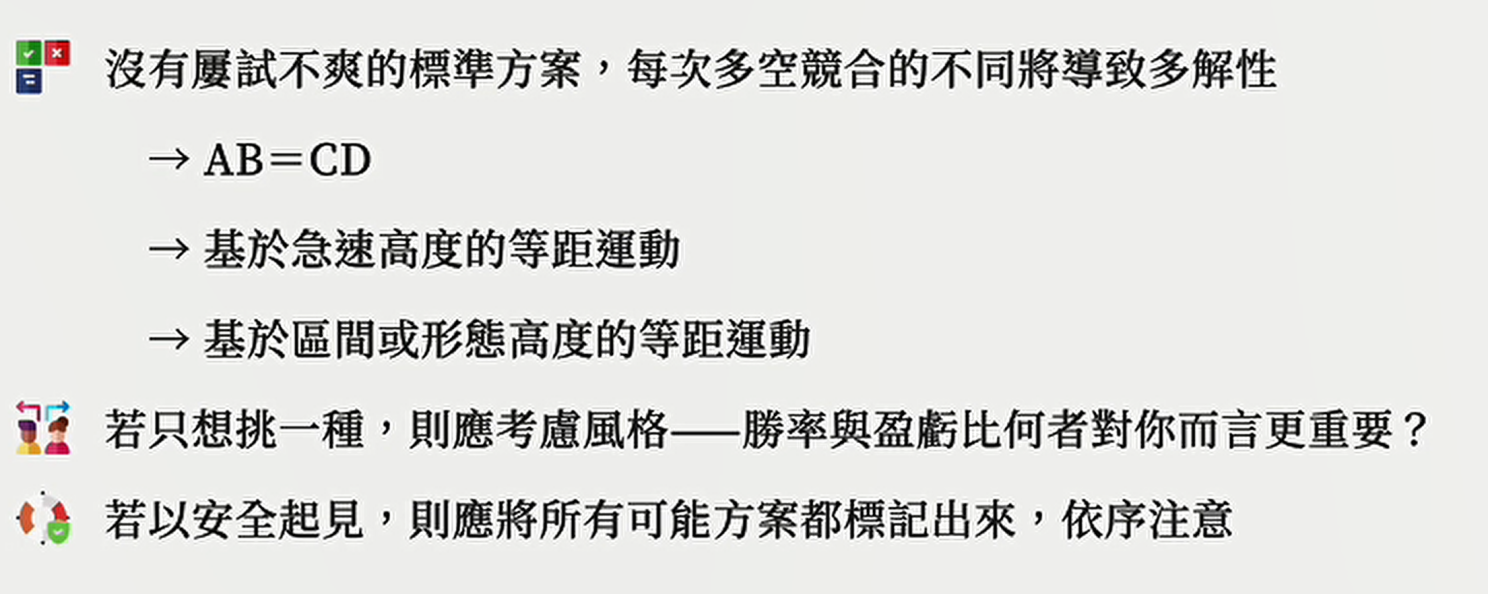 沒有屢試不爽的標準方案，每次多空競合的不同將導致多解性
→ AB＝CD
→ 基於急速高度的等距運動
→ 基於區間或形態高度的等距運動
若只想挑一種，則應考慮風格——勝率與盈虧比何者對你而言更重要？
若以安全起見，則應將所有可能方案都標記出來，依序注意